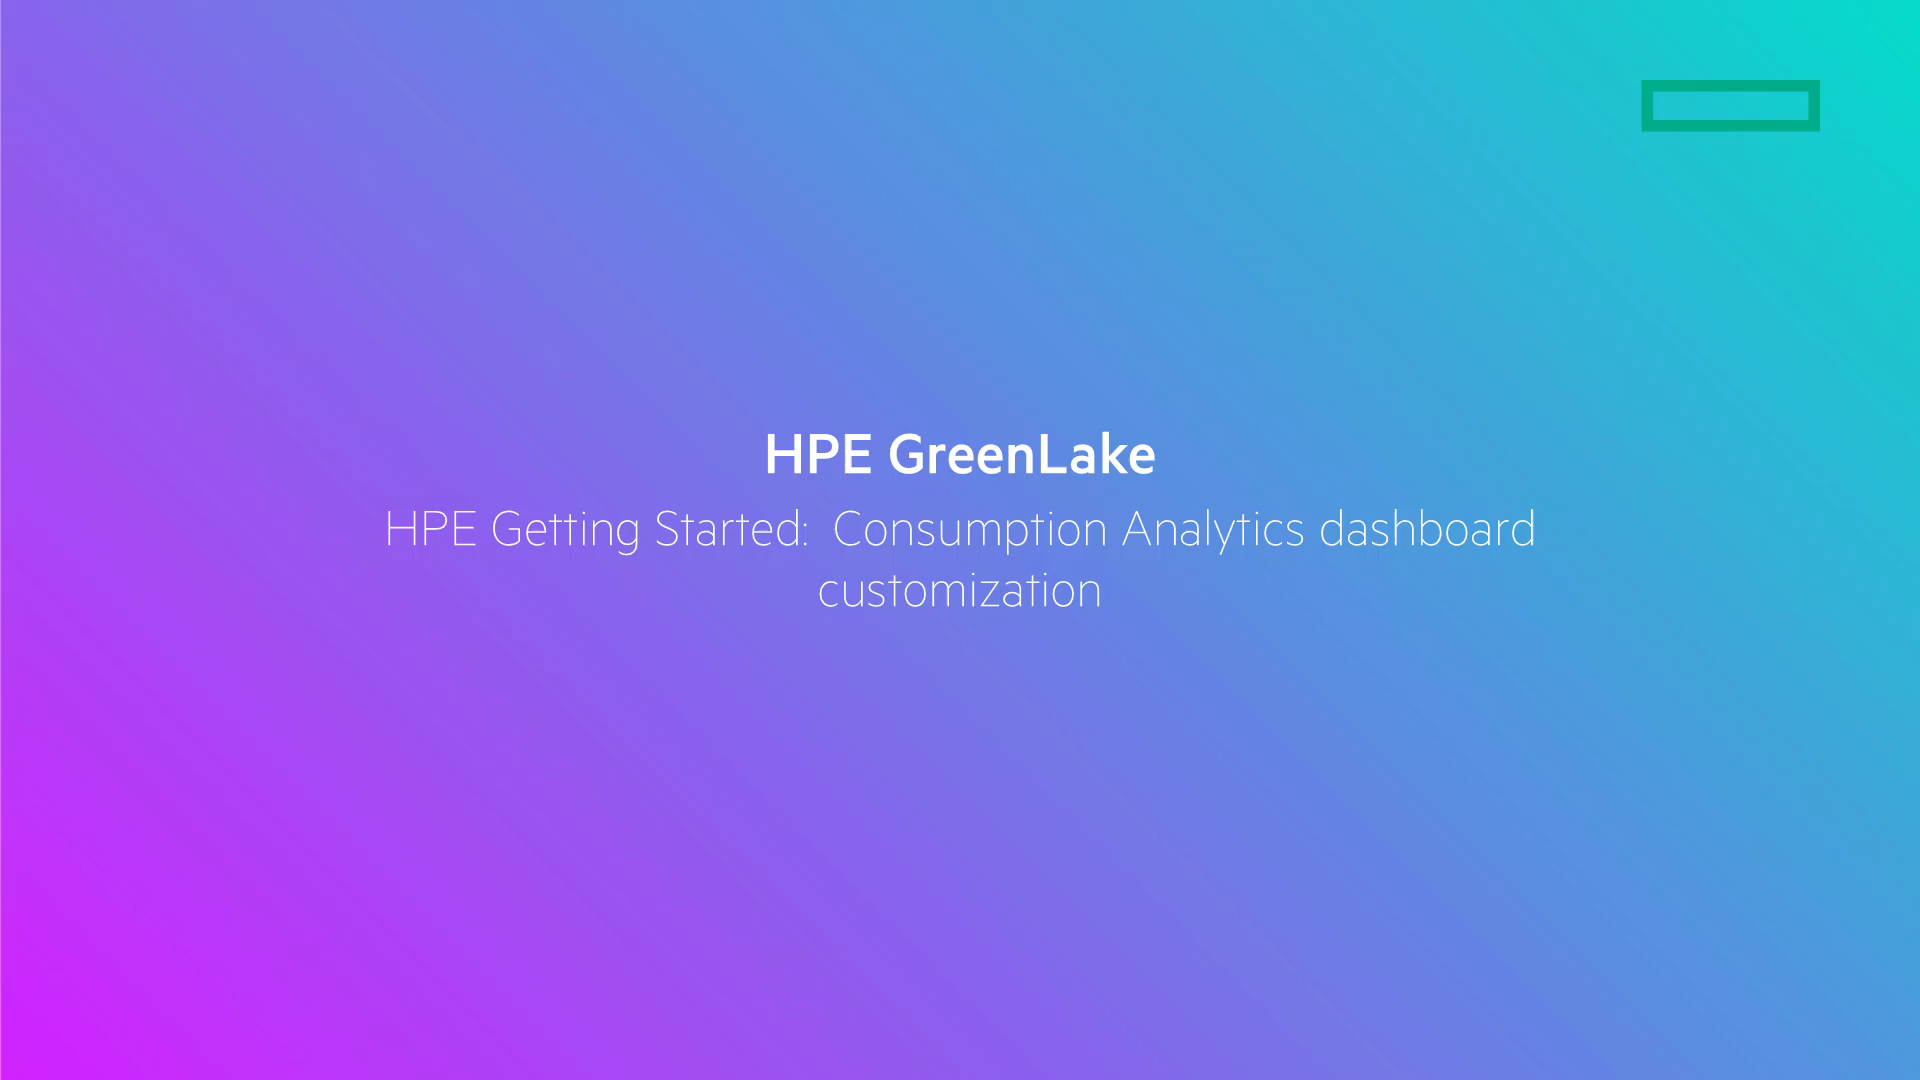 HPE GreenLake
HPE Getting Started:  Consumption Analytics dashboard
customization